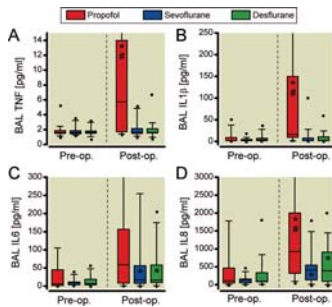 Propofol
Sevoflurane
Desflurane
A
BAL TNF [pg/ml]
14
12
10
8
6
4
2
0
Pre-op.
Post-op.
B
BAL IL1β [pg/ml]
250
200
150
100
50
0
Pre-op.
Post-op.
C
BAL IL6 [pg/ml]
300
250
200
150
100
50
0
Pre-op.
Post-op.
D
BAL IL8 [pg/ml]
3000
2500
2000
1500
1000
500
0
Pre-op.
Post-op.